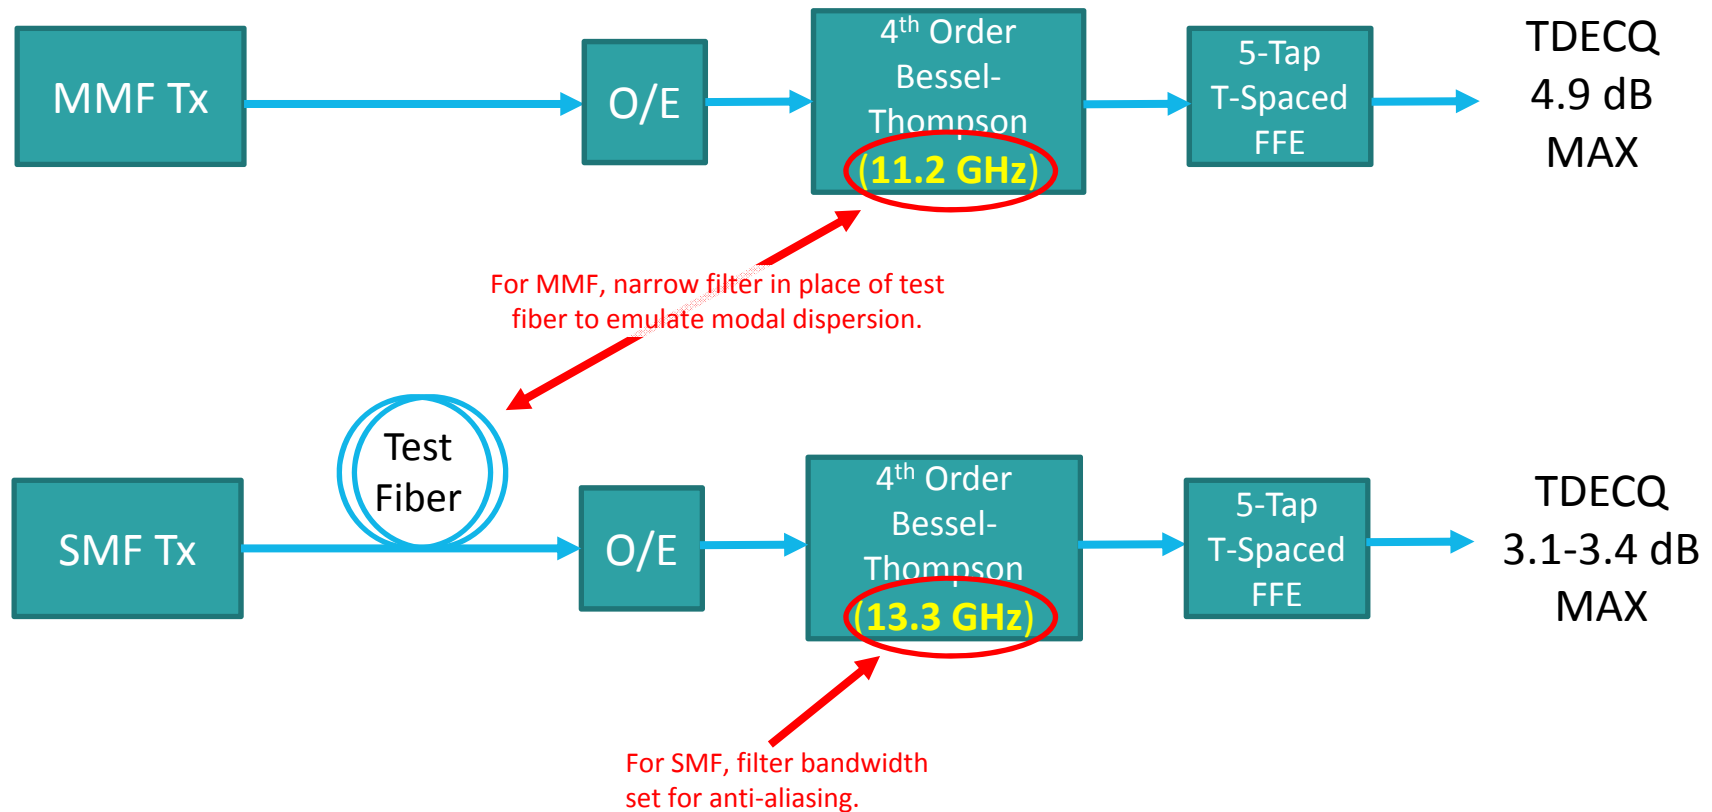 MMF Tx
O/E
4th Order
Bessel-
Thompson
(11.2 GHz)
5-Tap
T-Spaced
FFE
TDECQ
4.9 dB
MAX
For MMF, narrow filter in place of test
fiber to emulate modal dispersion.
Test
Fiber
SMF Tx
O/E
4th Order
Bessel-
Thompson
(13.3 GHz)
5-Tap
T-Spaced
FFE
TDECQ
3.1-3.4 dB
MAX
For SMF, filter bandwidth
set for anti-aliasing.